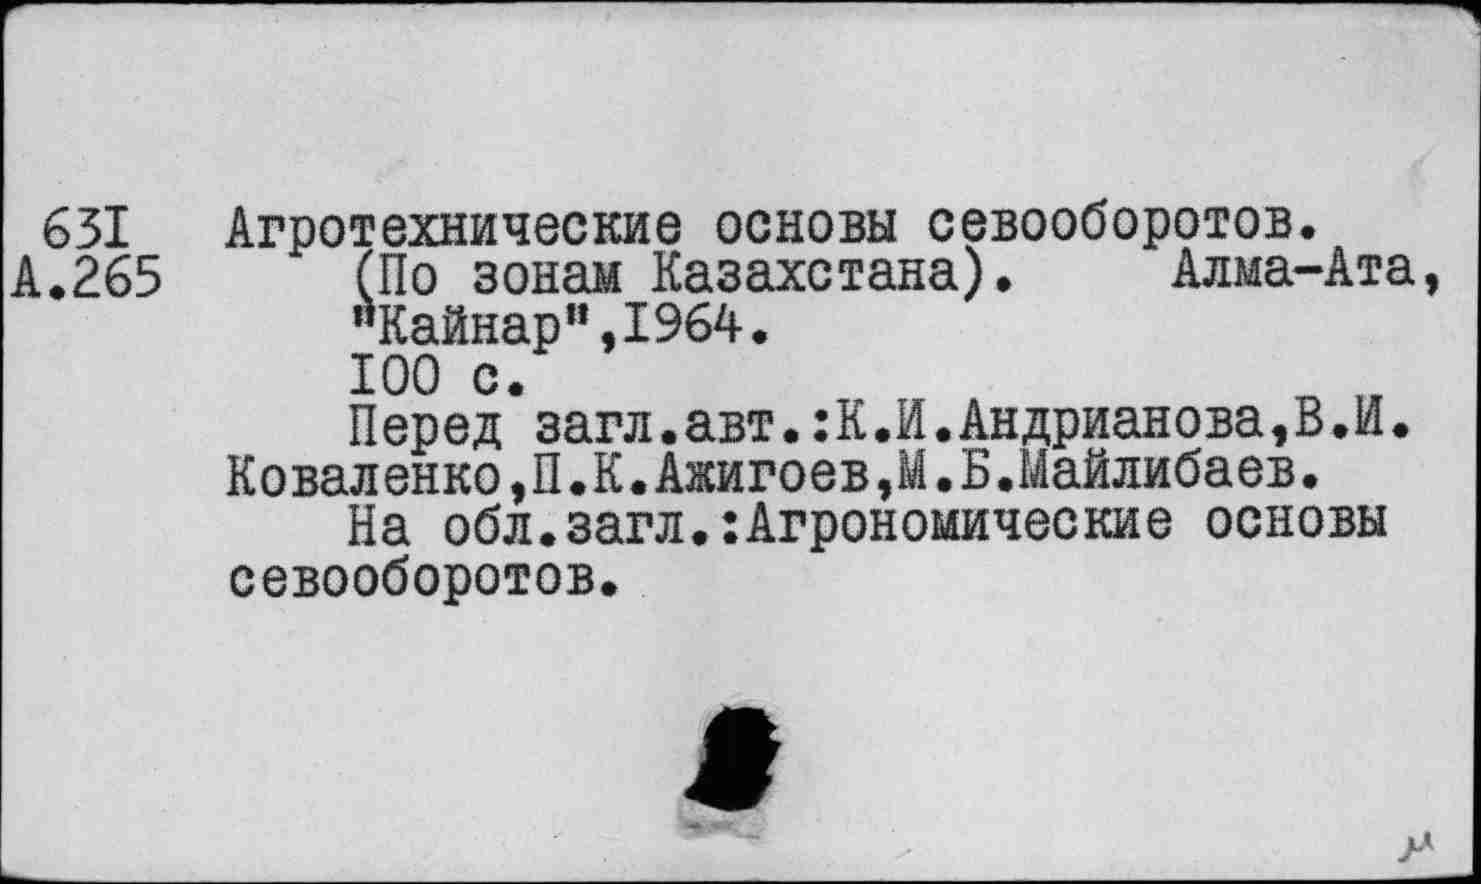 631 Агротехнические основы севооборотов.
А.265 (По зонам Казахстана). Алма-Ата,
"Кайнар",1964.
100 с.
Перед загл.авт.:К.И.Андрианова,В.И.
Коваленко,П.К.Ажигоев,М.Б.Майлибаев.
На обл.загл.:Агрономические основы
севооборотов.